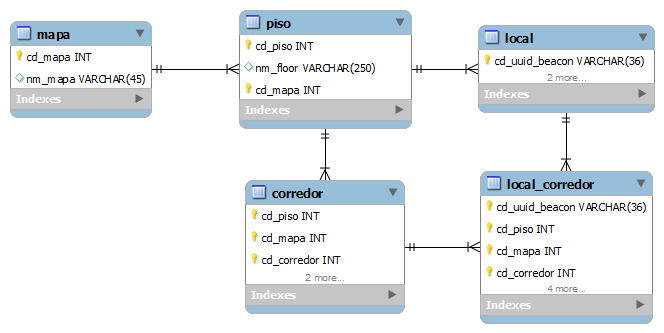 mapa
cd_mapa INT
nm_mapa VARCHAR(45)
Indexes
piso
cd_piso INT
nm_floor VARCHAR(250)
cd_mapa INT
Indexes
local
cd_uuid_beacon VARCHAR(36)
2 more...
Indexes
corredor
cd_piso INT
cd_mapa INT
cd_corredor INT
2 more...
Indexes
local_corredor
cd_uuid_beacon VARCHAR(36)
cd_piso INT
cd_mapa INT
cd_corredor INT
4 more...
Indexes